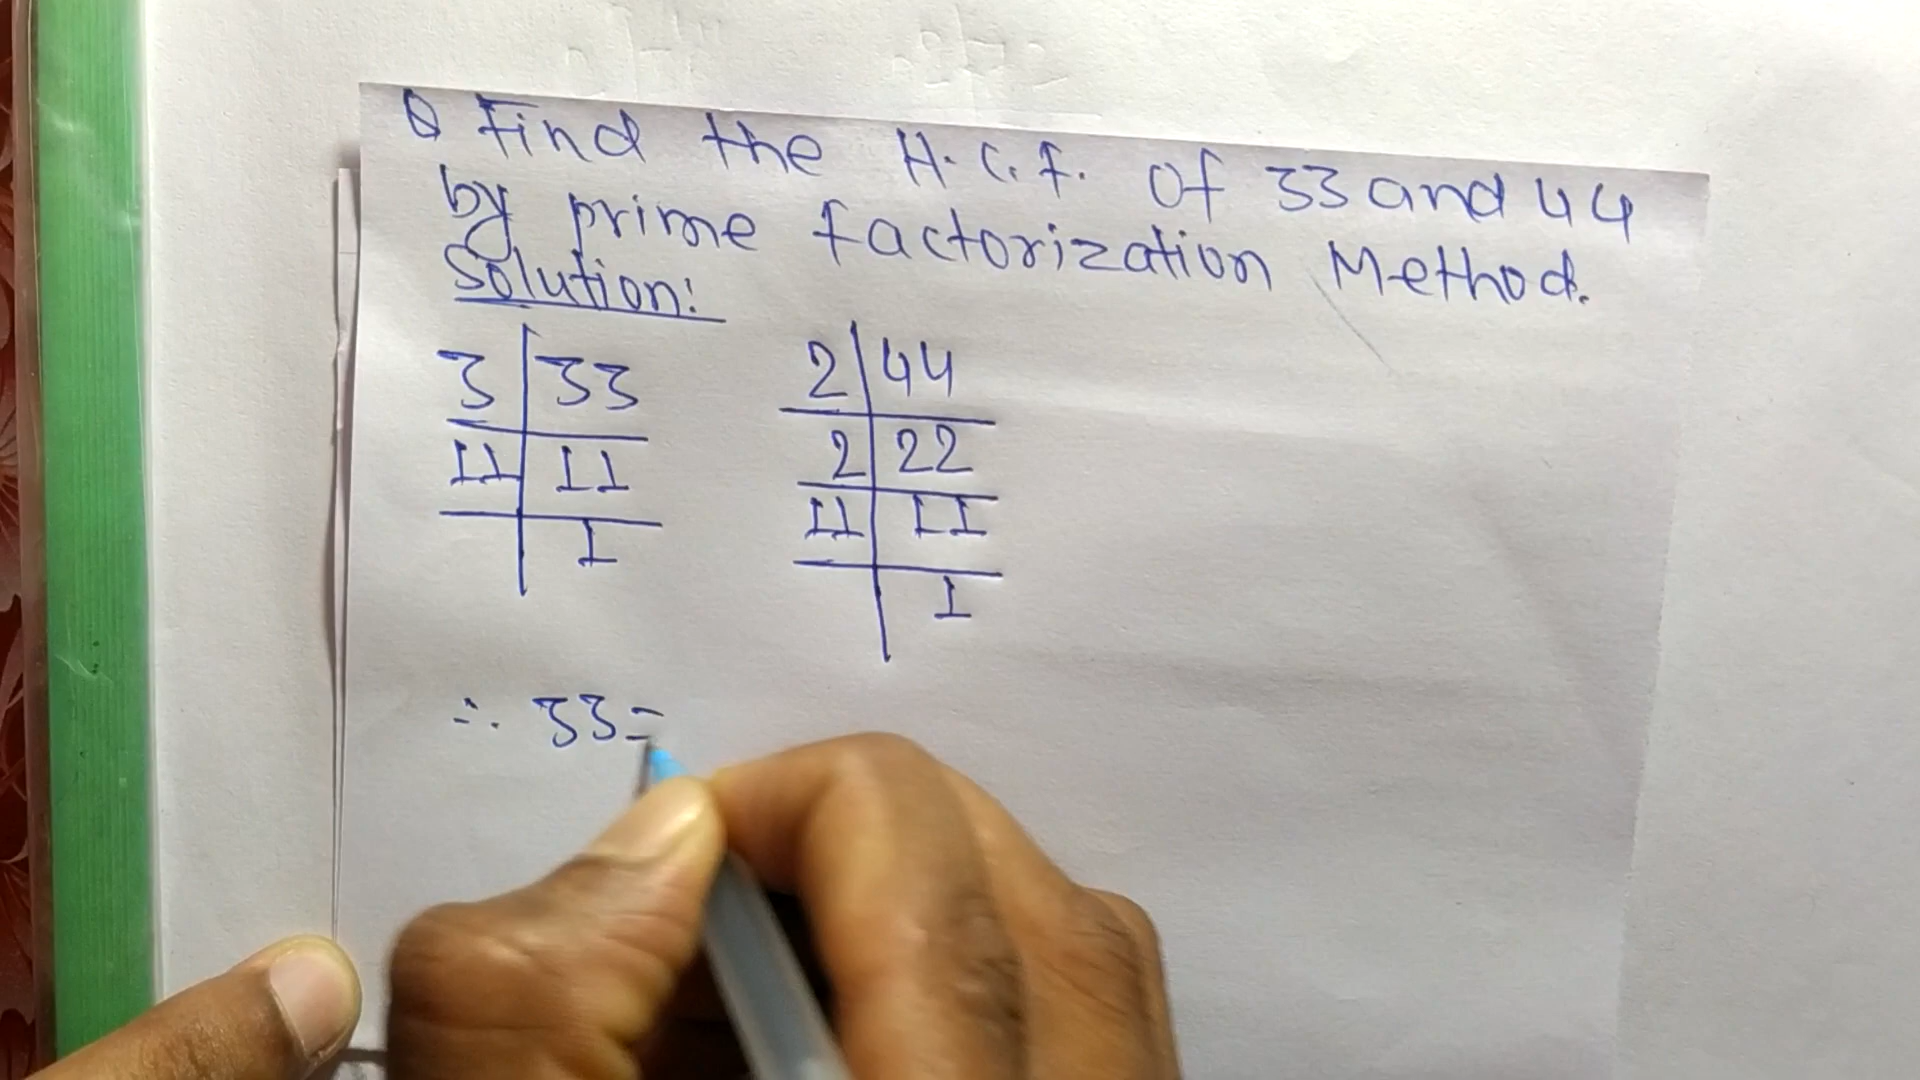 Q Find the H.C.f. of 33 and 44
by prime factorization Method.
Solution:
3 | 33
11 | 11
1
2 | 44
2 | 22
11 | 11
1
∴ 33=